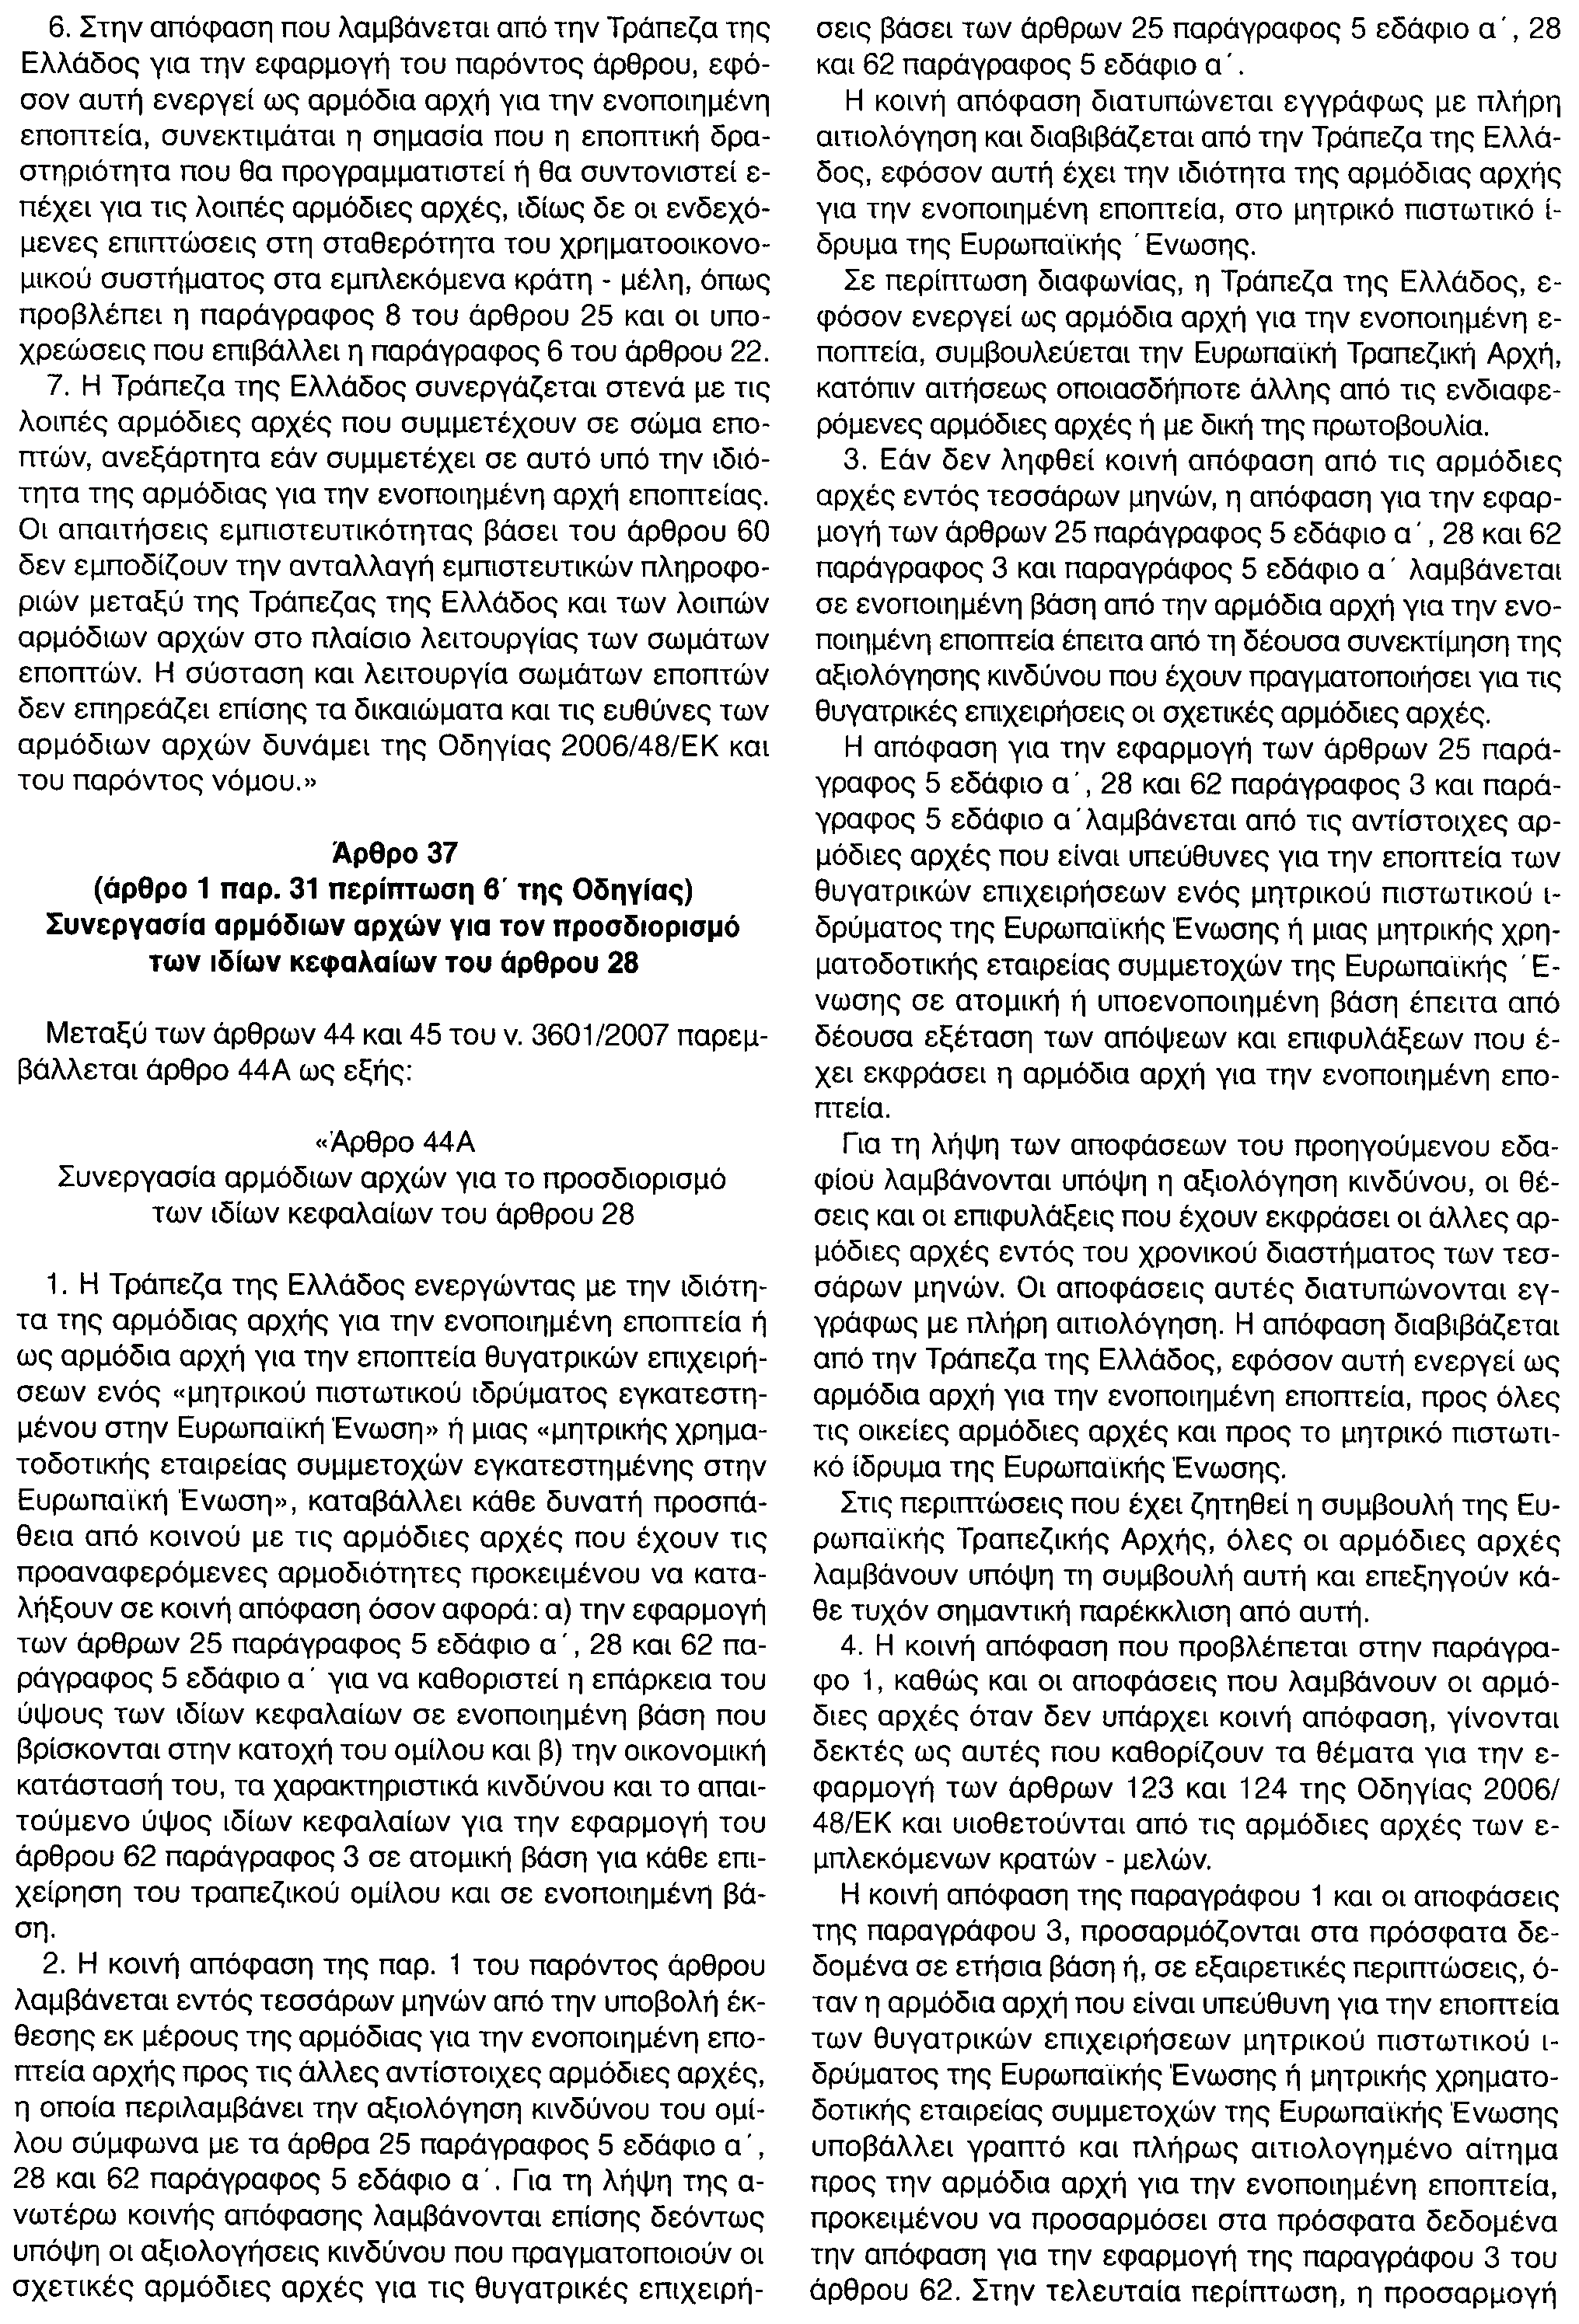 6. Στην απόφαση που λαμβάνεται από την Τράπεζα της
Ελλάδος για την εφαρμογή του παρόντος άρθρου, εφό-
σον αυτή ενεργεί ως αρμόδια αρχή για την ενοποιημένη
εποπτεία, συνεκτιμάται η σημασία που η εποπτική δρα-
στηριότητα που θα προγραμματιστεί ή θα συντονιστεί ε-
πέχει για τις λοιπές αρμόδιες αρχές, ιδίως δε οι ενδεχό-
μενες επιπτώσεις στη σταθερότητα του χρηματοοικονο-
μικού συστήματος στα εμπλεκόμενα κράτη - μέλη, όπως
προβλέπει η παράγραφος 8 του άρθρου 25 και οι υπο-
χρεώσεις που επιβάλλει η παράγραφος 6 του άρθρου 22.
7. Η Τράπεζα της Ελλάδος συνεργάζεται στενά με τις
λοιπές αρμόδιες αρχές που συμμετέχουν σε σώμα επο-
πτών, ανεξάρτητα εάν συμμετέχει σε αυτό υπό την ιδιό-
τητα της αρμόδιας για την ενοποιημένη αρχή εποπτείας.
Οι απαιτήσεις εμπιστευτικότητας βάσει του άρθρου 60
δεν εμποδίζουν την ανταλλαγή εμπιστευτικών πληροφο-
ριών μεταξύ της Τράπεζας της Ελλάδος και των λοιπών
αρμόδιων αρχών στο πλαίσιο λειτουργίας των σωμάτων
εποπτών. Η σύσταση και λειτουργία σωμάτων εποπτών
δεν επηρεάζει επίσης τα δικαιώματα και τις ευθύνες των
αρμόδιων αρχών δυνάμει της Οδηγίας 2006/48/ΕΚ και
του παρόντος νόμου.»
Άρθρο 37
(άρθρο 1 παρ. 31 περίπτωση β΄ της Οδηγίας)
Συνεργασία αρμόδιων αρχών για τον προσδιορισμό
των ιδίων κεφαλαίων του άρθρου 28
Μεταξύ των άρθρων 44 και 45 του ν. 3601/2007 παρεμ-
βάλλεται άρθρο 44Α ως εξής:
«Άρθρο 44Α
Συνεργασία αρμόδιων αρχών για το προσδιορισμό
των ιδίων κεφαλαίων του άρθρου 28
1. Η Τράπεζα της Ελλάδος ενεργώντας με την ιδιότη-
τα της αρμόδιας αρχής για την ενοποιημένη εποπτεία ή
ως αρμόδια αρχή για την εποπτεία θυγατρικών επιχειρή-
σεων ενός «μητρικού πιστωτικού ιδρύματος εγκατεστη-
μένου στην Ευρωπαϊκή Ένωση» ή μιας «μητρικής χρημα-
τοδοτικής εταιρείας συμμετοχών εγκατεστημένης στην
Ευρωπαϊκή Ένωση», καταβάλλει κάθε δυνατή προσπά-
θεια από κοινού με τις αρμόδιες αρχές που έχουν τις
προαναφερόμενες αρμοδιότητες προκειμένου να κατα-
λήξουν σε κοινή απόφαση όσον αφορά: α) την εφαρμογή
των άρθρων 25 παράγραφος 5 εδάφιο α΄, 28 και 62 πα-
ράγραφος 5 εδάφιο α΄ για να καθοριστεί η επάρκεια του
ύψους των ιδίων κεφαλαίων σε ενοποιημένη βάση που
βρίσκονται στην κατοχή του ομίλου και β) την οικονομική
κατάστασή του, τα χαρακτηριστικά κινδύνου και το απαι-
τούμενο ύψος ιδίων κεφαλαίων για την εφαρμογή του
άρθρου 62 παράγραφος 3 σε ατομική βάση για κάθε επι-
χείρηση του τραπεζικού ομίλου και σε ενοποιημένη βά-
ση.
2. Η κοινή απόφαση της παρ. 1 του παρόντος άρθρου
λαμβάνεται εντός τεσσάρων μηνών από την υποβολή έκ-
θεσης εκ μέρους της αρμόδιας για την ενοποιημένη επο-
πτεία αρχής προς τις άλλες αντίστοιχες αρμόδιες αρχές,
η οποία περιλαμβάνει την αξιολόγηση κινδύνου του ομί-
λου σύμφωνα με τα άρθρα 25 παράγραφος 5 εδάφιο α΄,
28 και 62 παράγραφος 5 εδάφιο α΄. Για τη λήψη της α-
νωτέρω κοινής απόφασης λαμβάνονται επίσης δεόντως
υπόψη οι αξιολογήσεις κινδύνου που πραγματοποιούν οι
σχετικές αρμόδιες αρχές για τις θυγατρικές επιχειρή-
σεις βάσει των άρθρων 25 παράγραφος 5 εδάφιο α΄, 28
και 62 παράγραφος 5 εδάφιο α΄.
Η κοινή απόφαση διατυπώνεται εγγράφως με πλήρη
αιτιολόγηση και διαβιβάζεται από την Τράπεζα της Ελλά-
δος, εφόσον αυτή έχει την ιδιότητα της αρμόδιας αρχής
για την ενοποιημένη εποπτεία, στο μητρικό πιστωτικό ί-
δρυμα της Ευρωπαϊκής Ένωσης.
Σε περίπτωση διαφωνίας, η Τράπεζα της Ελλάδος, ε-
φόσον ενεργεί ως αρμόδια αρχή για την ενοποιημένη ε-
ποπτεία, συμβουλεύεται την Ευρωπαϊκή Τραπεζική Αρχή,
κατόπιν αιτήσεως οποιασδήποτε άλλης από τις ενδιαφε-
ρόμενες αρμόδιες αρχές ή με δική της πρωτοβουλία.
3. Εάν δεν ληφθεί κοινή απόφαση από τις αρμόδιες
αρχές εντός τεσσάρων μηνών, η απόφαση για την εφαρ-
μογή των άρθρων 25 παράγραφος 5 εδάφιο α΄, 28 και 62
παράγραφος 3 και παραγράφος 5 εδάφιο α΄ λαμβάνεται
σε ενοποιημένη βάση από την αρμόδια αρχή για την ενο-
ποιημένη εποπτεία έπειτα από τη δέουσα συνεκτίμηση της
αξιολόγησης κινδύνου που έχουν πραγματοποιήσει για τις
θυγατρικές επιχειρήσεις οι σχετικές αρμόδιες αρχές.
Η απόφαση για την εφαρμογή των άρθρων 25 παρά-
γραφος 5 εδάφιο α΄, 28 και 62 παράγραφος 3 και παρά-
γραφος 5 εδάφιο α΄λαμβάνεται από τις αντίστοιχες αρ-
μόδιες αρχές που είναι υπεύθυνες για την εποπτεία των
θυγατρικών επιχειρήσεων ενός μητρικού πιστωτικού ι-
δρύματος της Ευρωπαϊκής Ένωσης ή μιας μητρικής χρη-
ματοδοτικής εταιρείας συμμετοχών της Ευρωπαϊκής Έ-
νωσης σε ατομική ή υποενοποιημένη βάση έπειτα από
δέουσα εξέταση των απόψεων και επιφυλάξεων που έ-
χει εκφράσει η αρμόδια αρχή για την ενοποιημένη επο-
πτεία.
Για τη λήψη των αποφάσεων του προηγούμενου εδα-
φίου λαμβάνονται υπόψη η αξιολόγηση κινδύνου, οι θέ-
σεις και οι επιφυλάξεις που έχουν εκφράσει οι άλλες αρ-
μόδιες αρχές εντός του χρονικού διαστήματος των τεσ-
σάρων μηνών. Οι αποφάσεις αυτές διατυπώνονται εγ-
γράφως με πλήρη αιτιολόγηση. Η απόφαση διαβιβάζεται
από την Τράπεζα της Ελλάδος, εφόσον αυτή ενεργεί ως
αρμόδια αρχή για την ενοποιημένη εποπτεία, προς όλες
τις οικείες αρμόδιες αρχές και προς το μητρικό πιστωτι-
κό ίδρυμα της Ευρωπαϊκής Ένωσης.
Στις περιπτώσεις που έχει ζητηθεί η συμβουλή της Ευ-
ρωπαϊκής Τραπεζικής Αρχής, όλες οι αρμόδιες αρχές
λαμβάνουν υπόψη τη συμβουλή αυτή και επεξηγούν κά-
θε τυχόν σημαντική παρέκκλιση από αυτή.
4. Η κοινή απόφαση που προβλέπεται στην παράγρα-
φο 1, καθώς και οι αποφάσεις που λαμβάνουν οι αρμό-
διες αρχές όταν δεν υπάρχει κοινή απόφαση, γίνονται
δεκτές ως αυτές που καθορίζουν τα θέματα για την ε-
φαρμογή των άρθρων 123 και 124 της Οδηγίας 2006/
48/ΕΚ και υιοθετούνται από τις αρμόδιες αρχές των ε-
μπλεκόμενων κρατών - μελών.
Η κοινή απόφαση της παραγράφου 1 και οι αποφάσεις
της παραγράφου 3, προσαρμόζονται στα πρόσφατα δε-
δομένα σε ετήσια βάση ή, σε εξαιρετικές περιπτώσεις, ό-
ταν η αρμόδια αρχή που είναι υπεύθυνη για την εποπτεία
των θυγατρικών επιχειρήσεων μητρικού πιστωτικού ι-
δρύματος της Ευρωπαϊκής Ένωσης ή μητρικής χρηματο-
δοτικής εταιρείας συμμετοχών της Ευρωπαϊκής Ένωσης
υποβάλλει γραπτό και πλήρως αιτιολογημένο αίτημα
προς την αρμόδια αρχή για την ενοποιημένη εποπτεία,
προκειμένου να προσαρμόσει στα πρόσφατα δεδομένα
την απόφαση για την εφαρμογή της παραγράφου 3 του
άρθρου 62. Στην τελευταία περίπτωση, η προσαρμογή